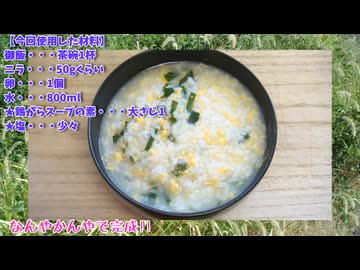 【今回使用した材料】
御飯・・・茶碗1杯
ニラ・・・50gくらい
卵・・・1個
水・・・800ml
★鶏がらスープの素・・・大さじ1
★塩・・・少々
なんやかんやで完成!!